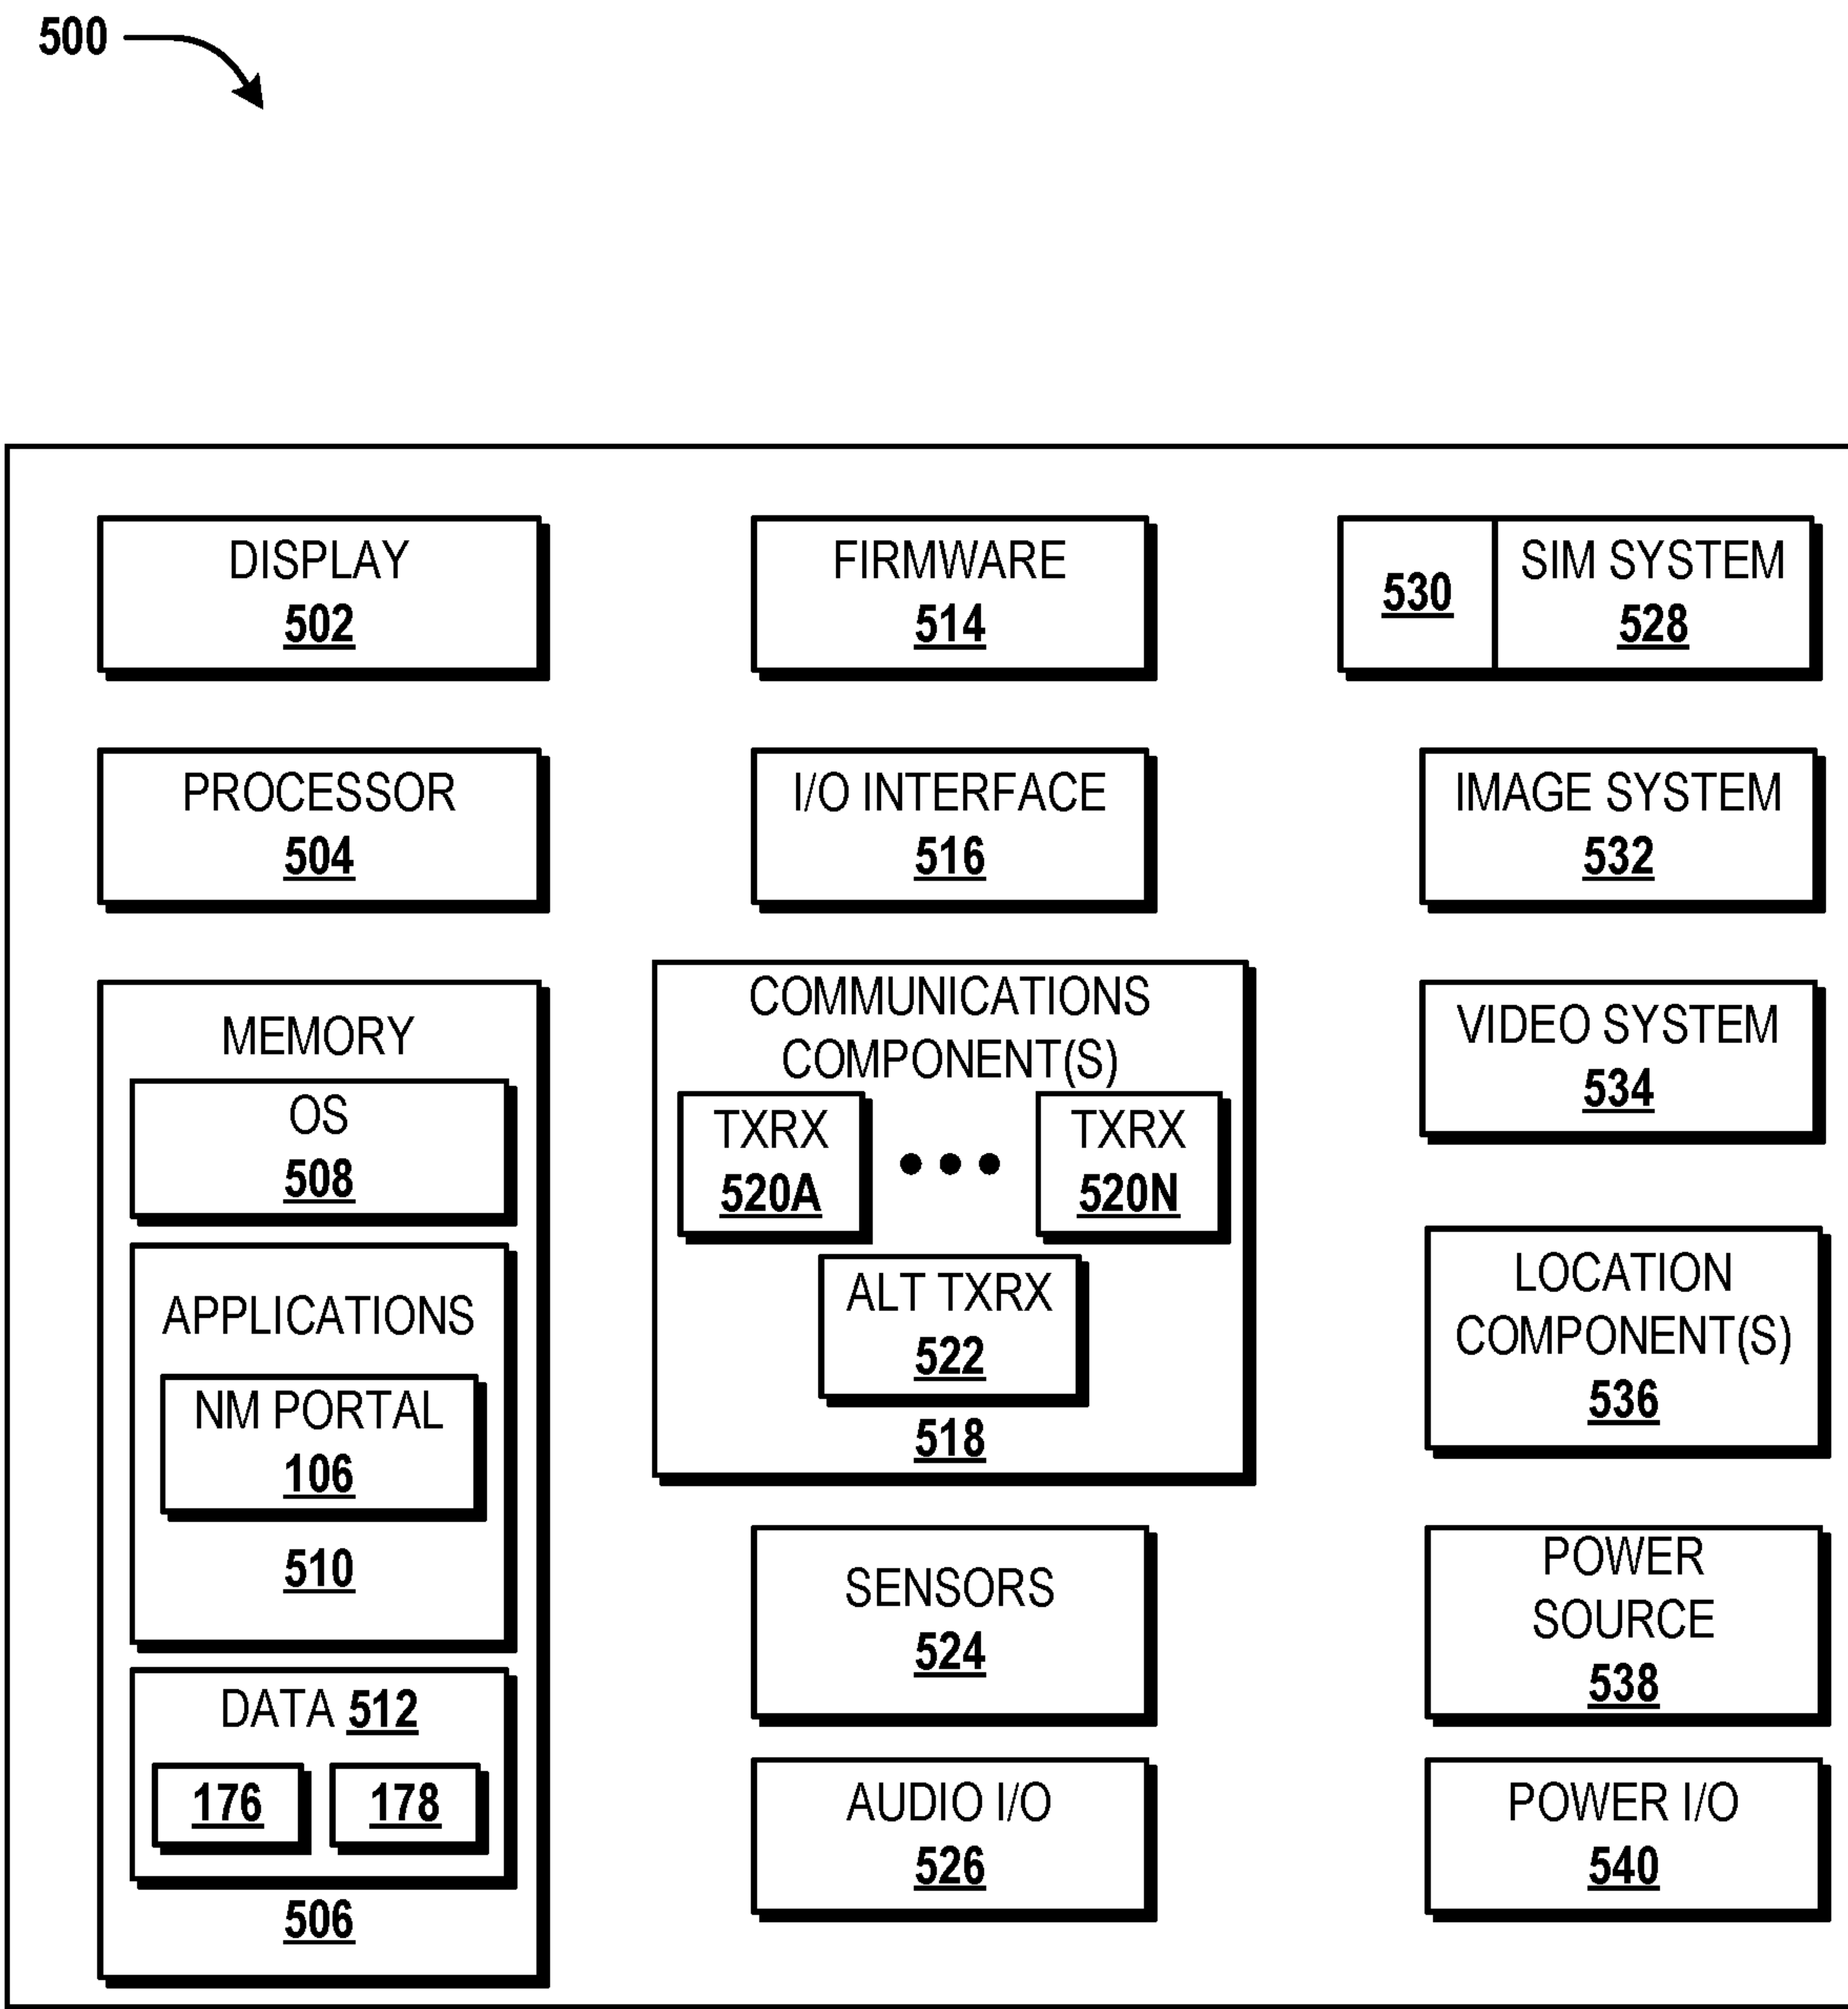 500
DISPLAY
502
PROCESSOR
504
MEMORY
OS
508
APPLICATIONS
NM PORTAL
106
510
DATA 512
176
178
506
FIRMWARE
514
I/O INTERFACE
516
COMMUNICATIONS
COMPONENT(S)
TXRX
520A
TXRX
520N
ALT TXRX
522
518
SENSORS
524
AUDIO I/O
526
530
SIM SYSTEM
528
IMAGE SYSTEM
532
VIDEO SYSTEM
534
LOCATION
COMPONENT(S)
536
POWER
SOURCE
538
POWER I/O
540